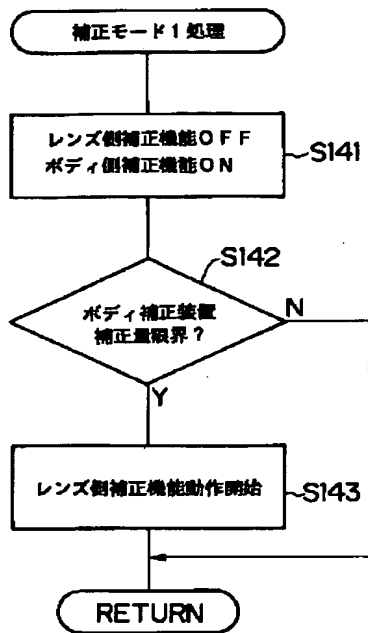 補正モード1処理
レンズ側補正機能OFF
ボディ側補正機能ON
S141
S142
ボディ補正装置
補正量限界?
N
Y
レンズ側補正機能動作開始
S143
RETURN